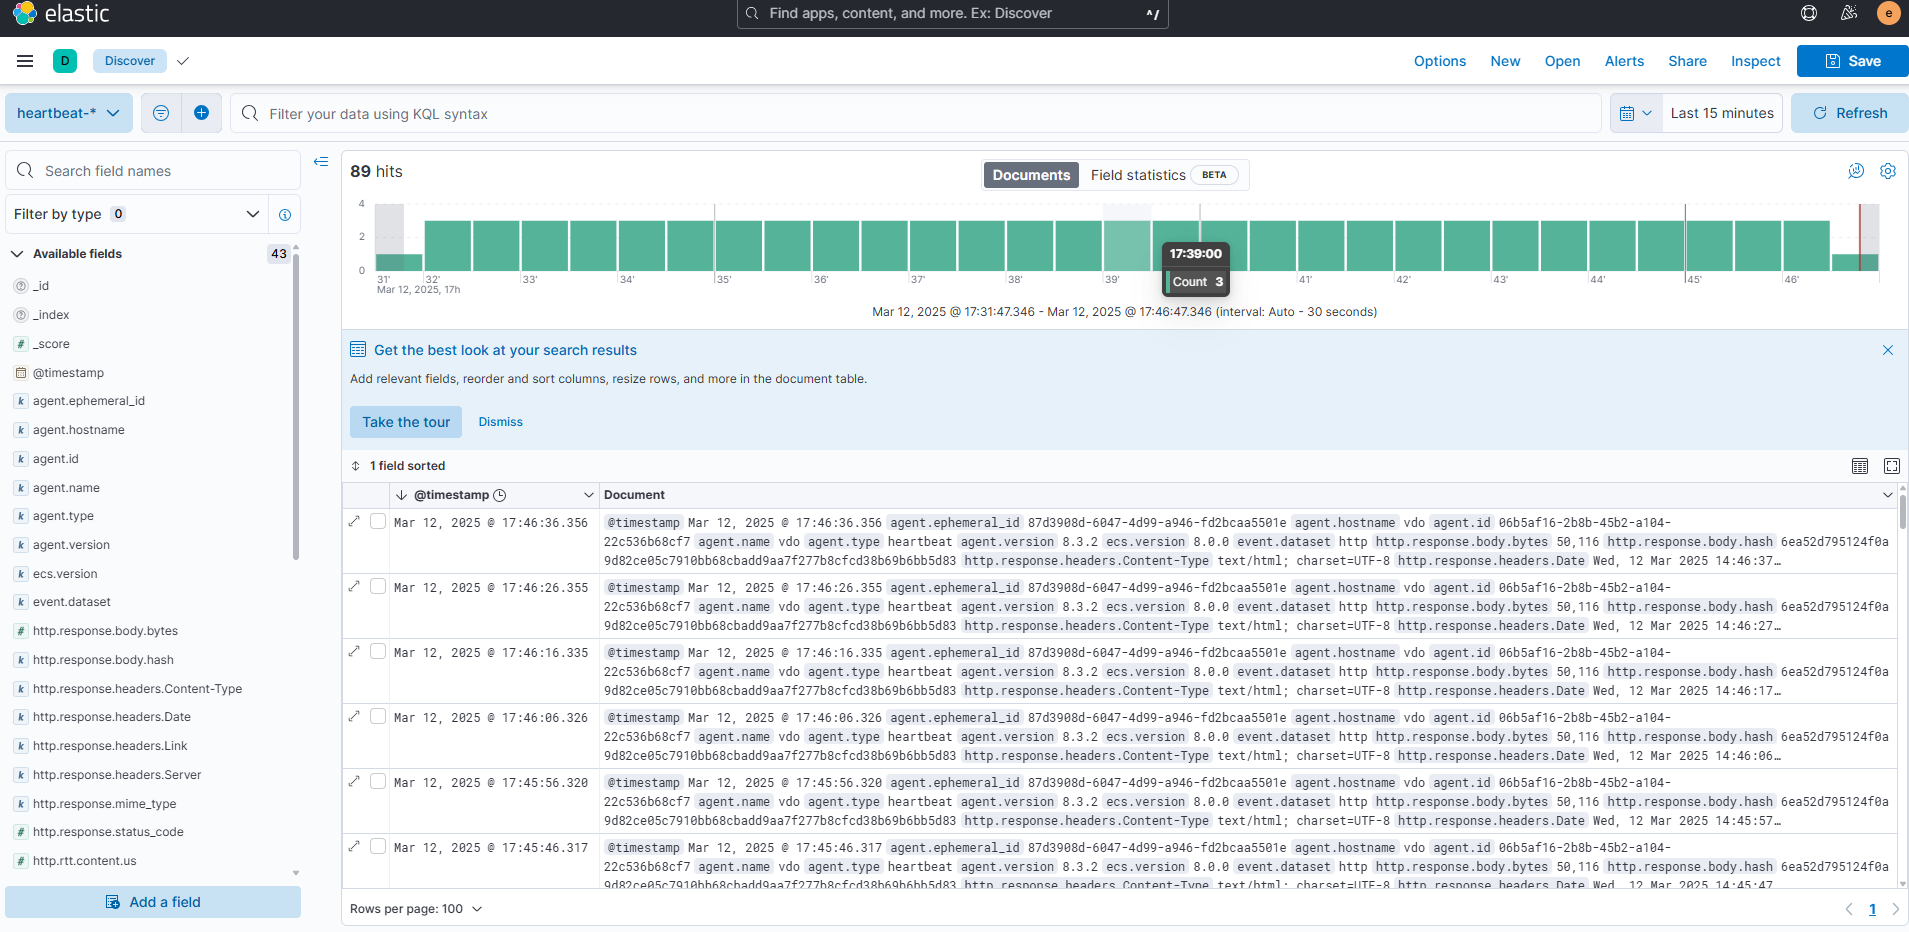 elastic
Find apps, content, and more. Ex: Discover ^/
e
D Discover
Options New Open Alerts Share Inspect Save
heartbeat-* Filter your data using KQL syntax Last 15 minutes Refresh
Search field names
Filter by type 0
Available fields 43
_id
_index
_score
@timestamp
agent.ephemeral_id
agent.hostname
agent.id
agent.name
agent.type
agent.version
ecs.version
event.dataset
http.response.body.bytes
http.response.body.hash
http.response.headers.Content-Type
http.response.headers.Date
http.response.headers.Link
http.response.headers.Server
http.response.mime_type
http.response.status_code
http.rtt.content.us
Add a field
89 hits
Documents Field statistics BETA
4
2
0
31' 32' 33' 34' 35' 36' 37' 38' 39' 41' 42' 43' 44' 45' 46'
Mar 12, 2025, 17h
17:39:00
Count 3
Mar 12, 2025 @ 17:31:47.346 - Mar 12, 2025 @ 17:46:47.346 (interval: Auto - 30 seconds)
Get the best look at your search results
Add relevant fields, reorder and sort columns, resize rows, and more in the document table.
Take the tour Dismiss
1 field sorted
@timestamp Document
Mar 12, 2025 @ 17:46:36.356 @timestamp Mar 12, 2025 @ 17:46:36.356 agent.ephemeral_id 87d3908d-6047-4d99-a946-fd2bcaa5501e agent.hostname vdo agent.id 06b5af16-2b8b-45b2-a104-
22c536b68cf7 agent.name vdo agent.type heartbeat agent.version 8.3.2 ecs.version 8.0.0 event.dataset http http.response.body.bytes 50,116 http.response.body.hash 6ea52d795124f0a
9d82ce05c7910bb68cbadd9aa7f277b8cfcd38b69b6bb5d83 http.response.headers.Content-Type text/html; charset=UTF-8 http.response.headers.Date Wed, 12 Mar 2025 14:46:37…
Mar 12, 2025 @ 17:46:26.355 @timestamp Mar 12, 2025 @ 17:46:26.355 agent.ephemeral_id 87d3908d-6047-4d99-a946-fd2bcaa5501e agent.hostname vdo agent.id 06b5af16-2b8b-45b2-a104-
22c536b68cf7 agent.name vdo agent.type heartbeat agent.version 8.3.2 ecs.version 8.0.0 event.dataset http http.response.body.bytes 50,116 http.response.body.hash 6ea52d795124f0a
9d82ce05c7910bb68cbadd9aa7f277b8cfcd38b69b6bb5d83 http.response.headers.Content-Type text/html; charset=UTF-8 http.response.headers.Date Wed, 12 Mar 2025 14:46:27…
Mar 12, 2025 @ 17:46:16.335 @timestamp Mar 12, 2025 @ 17:46:16.335 agent.ephemeral_id 87d3908d-6047-4d99-a946-fd2bcaa5501e agent.hostname vdo agent.id 06b5af16-2b8b-45b2-a104-
22c536b68cf7 agent.name vdo agent.type heartbeat agent.version 8.3.2 ecs.version 8.0.0 event.dataset http http.response.body.bytes 50,116 http.response.body.hash 6ea52d795124f0a
9d82ce05c7910bb68cbadd9aa7f277b8cfcd38b69b6bb5d83 http.response.headers.Content-Type text/html; charset=UTF-8 http.response.headers.Date Wed, 12 Mar 2025 14:46:17…
Mar 12, 2025 @ 17:46:06.326 @timestamp Mar 12, 2025 @ 17:46:06.326 agent.ephemeral_id 87d3908d-6047-4d99-a946-fd2bcaa5501e agent.hostname vdo agent.id 06b5af16-2b8b-45b2-a104-
22c536b68cf7 agent.name vdo agent.type heartbeat agent.version 8.3.2 ecs.version 8.0.0 event.dataset http http.response.body.bytes 50,116 http.response.body.hash 6ea52d795124f0a
9d82ce05c7910bb68cbadd9aa7f277b8cfcd38b69b6bb5d83 http.response.headers.Content-Type text/html; charset=UTF-8 http.response.headers.Date Wed, 12 Mar 2025 14:46:06…
Mar 12, 2025 @ 17:45:56.320 @timestamp Mar 12, 2025 @ 17:45:56.320 agent.ephemeral_id 87d3908d-6047-4d99-a946-fd2bcaa5501e agent.hostname vdo agent.id 06b5af16-2b8b-45b2-a104-
22c536b68cf7 agent.name vdo agent.type heartbeat agent.version 8.3.2 ecs.version 8.0.0 event.dataset http http.response.body.bytes 50,116 http.response.body.hash 6ea52d795124f0a
9d82ce05c7910bb68cbadd9aa7f277b8cfcd38b69b6bb5d83 http.response.headers.Content-Type text/html; charset=UTF-8 http.response.headers.Date Wed, 12 Mar 2025 14:45:57…
Mar 12, 2025 @ 17:45:46.317 @timestamp Mar 12, 2025 @ 17:45:46.317 agent.ephemeral_id 87d3908d-6047-4d99-a946-fd2bcaa5501e agent.hostname vdo agent.id 06b5af16-2b8b-45b2-a104-
22c536b68cf7 agent.name vdo agent.type heartbeat agent.version 8.3.2 ecs.version 8.0.0 event.dataset http http.response.body.bytes 50,116 http.response.body.hash 6ea52d795124f0a
9d82ce05c7910bb68cbadd9aa7f277b8cfcd38b69b6bb5d83 http.response.headers.Content-Type text/html; charset=UTF-8 http.response.headers.Date Wed, 12 Mar 2025 14:45:47
Rows per page: 100 1